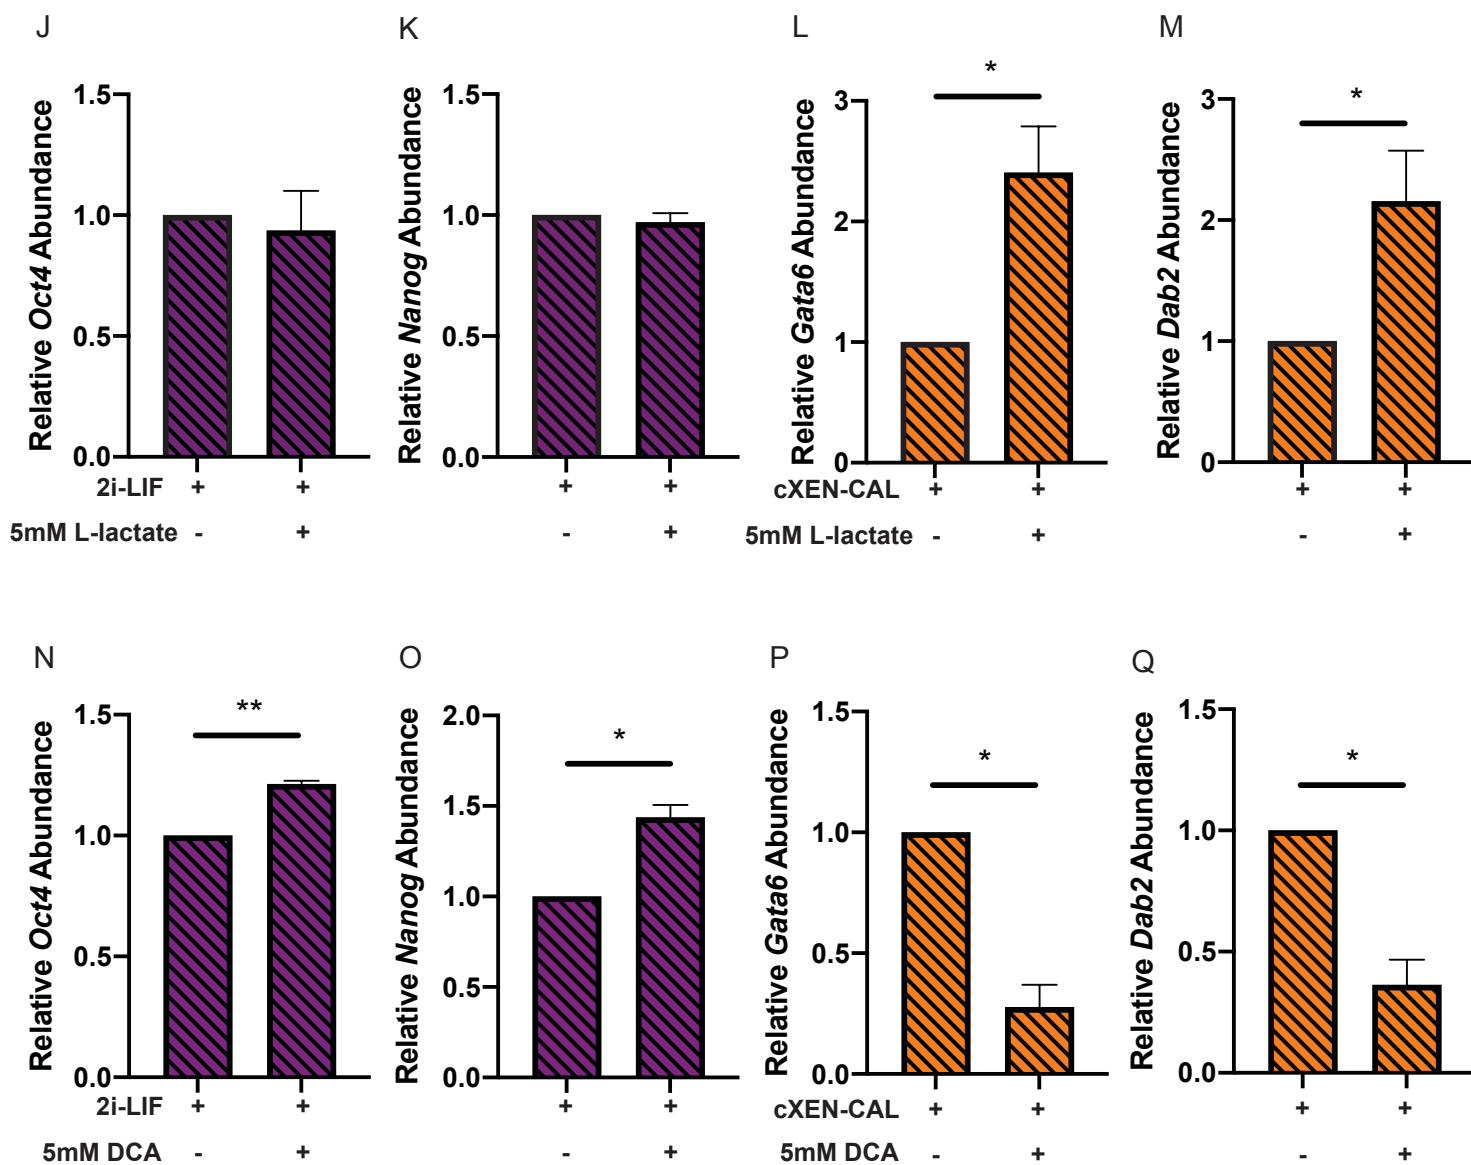 J
Relative Oct4 Abundance
1.5
1.0
0.5
0.0
2i-LIF + +
5mM L-lactate - +
K
Relative Nanog Abundance
1.5
1.0
0.5
0.0
+ +
- +
L
*
Relative Gata6 Abundance
3
2
1
0
cXEN-CAL + +
5mM L-lactate - +
M
*
Relative Dab2 Abundance
3
2
1
0
+ +
- +
N
**
Relative Oct4 Abundance
1.5
1.0
0.5
0.0
2i-LIF + +
5mM DCA - +
O
*
Relative Nanog Abundance
2.0
1.5
1.0
0.5
0.0
+ +
- +
P
*
Relative Gata6 Abundance
1.5
1.0
0.5
0.0
cXEN-CAL + +
5mM DCA - +
Q
*
Relative Dab2 Abundance
1.5
1.0
0.5
0.0
+ +
- +